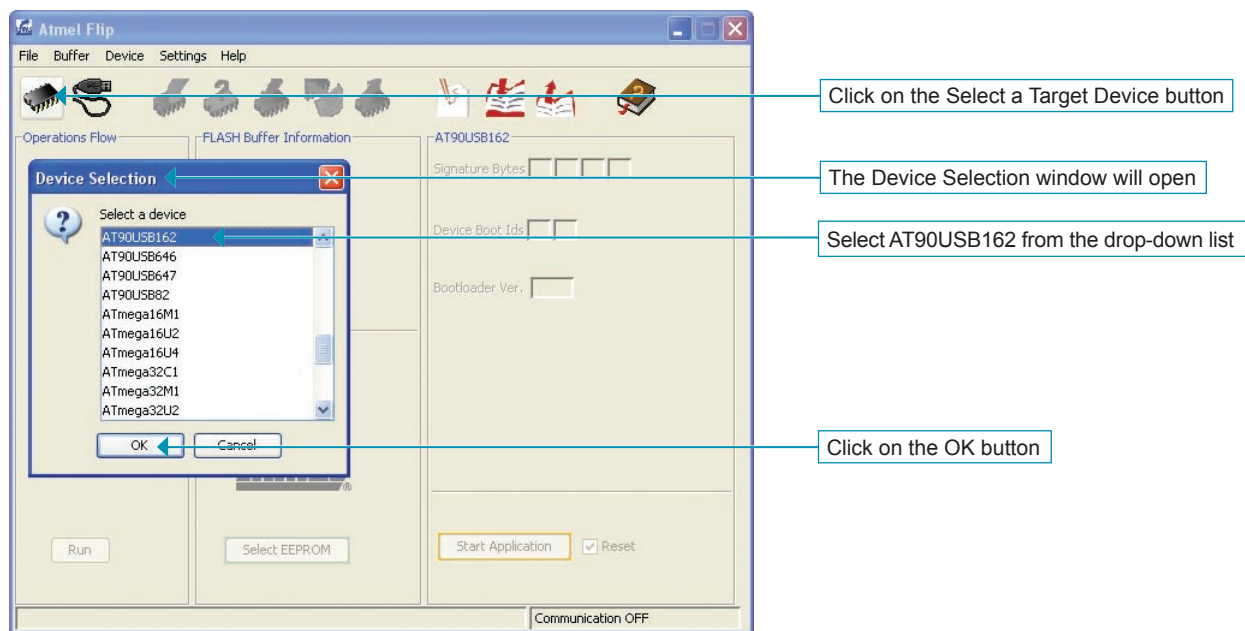 Atmel Flip
File Buffer Device Settings Help
Click on the Select a Target Device button
Operations Flow
FLASH Buffer Information
AT90USB162
Signature Bytes
Device Boot Ids
Bootloader Ver.
Device Selection
The Device Selection window will open
Select a device
AT90USB162
AT90USB646
AT90USB647
AT90USB82
ATmega16M1
ATmega16U2
ATmega16U4
ATmega32C1
ATmega32M1
ATmega32U2
Select AT90USB162 from the drop-down list
OK
Cancel
Click on the OK button
®
Run
Select EEPROM
Start Application
Reset
Communication OFF